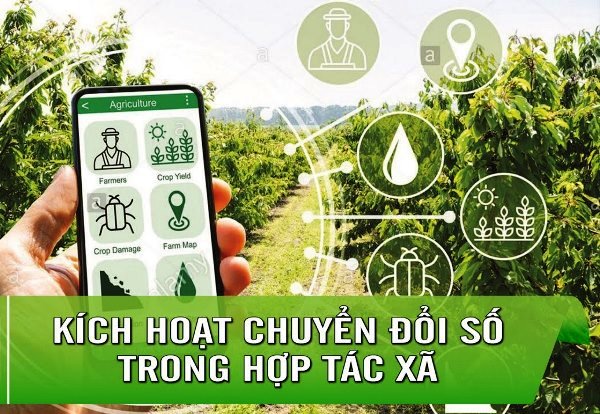 Agriculture
Farmers
Crop Yield
Crop Damage
Farm Map
KÍCH HOẠT CHUYỂN ĐỔI SỐ
TRONG HỢP TÁC XÃ